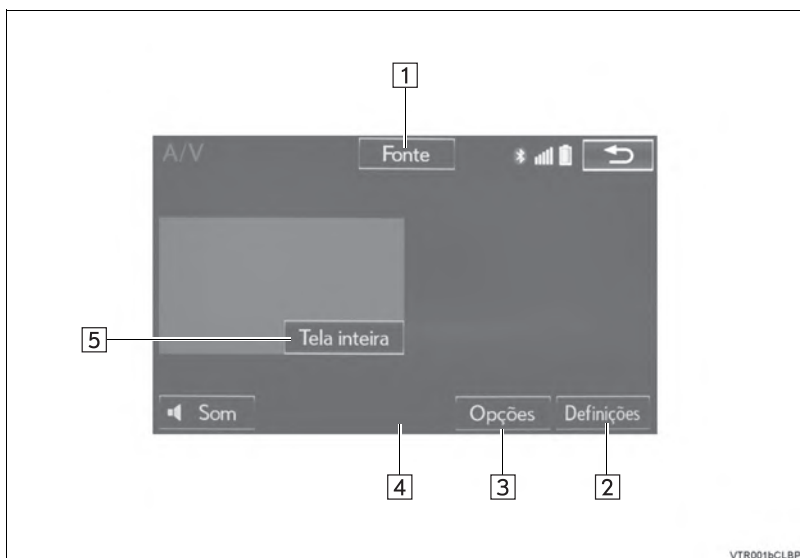 1
A/V Fonte
5 Tela inteira
Som Opções Definições
4 3 2
VTR001bCLBP